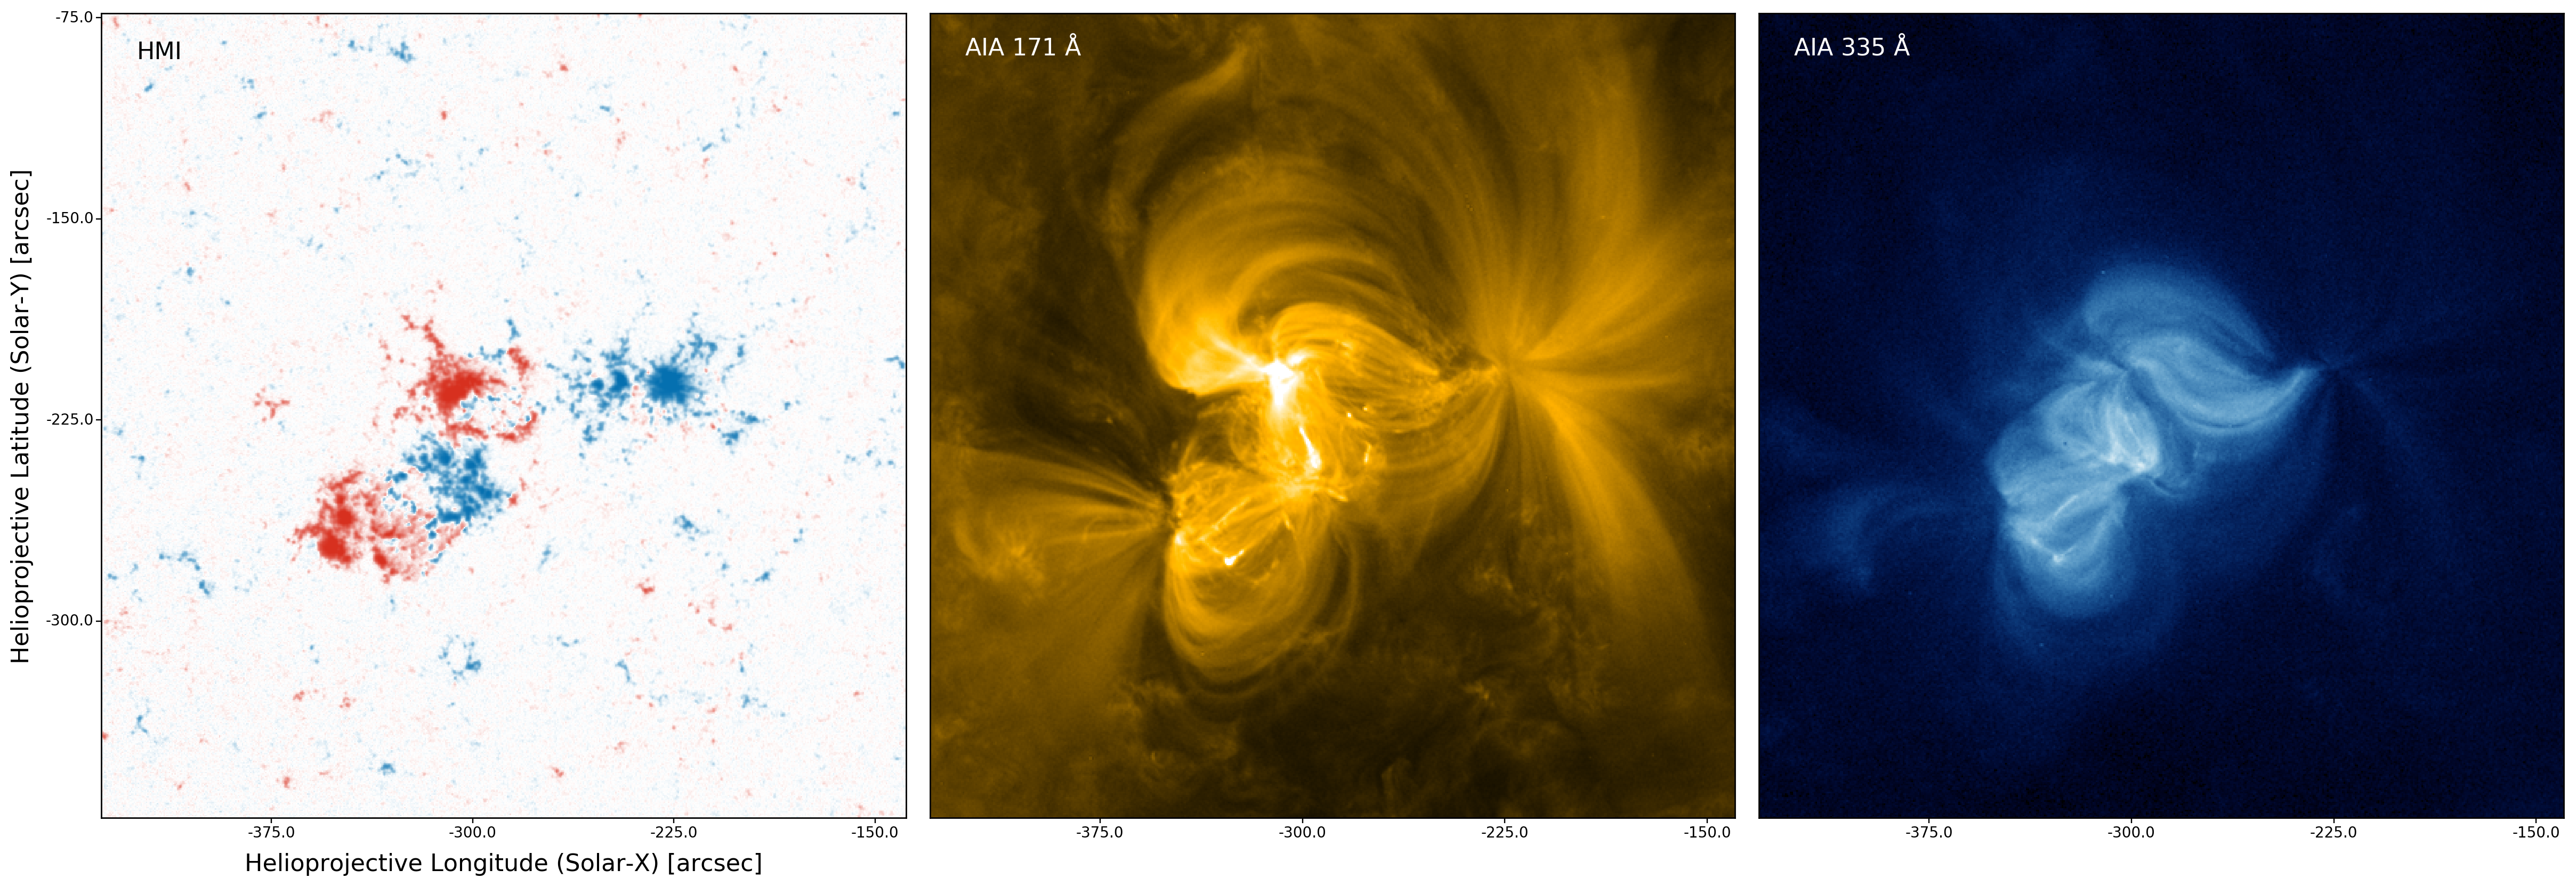 HMI
AIA 171 Å
AIA 335 Å
-75.0
-150.0
-225.0
-300.0
Helioprojective Latitude (Solar-Y) [arcsec]
-375.0 -300.0 -225.0 -150.0
-375.0 -300.0 -225.0 -150.0
-375.0 -300.0 -225.0 -150.0
Helioprojective Longitude (Solar-X) [arcsec]